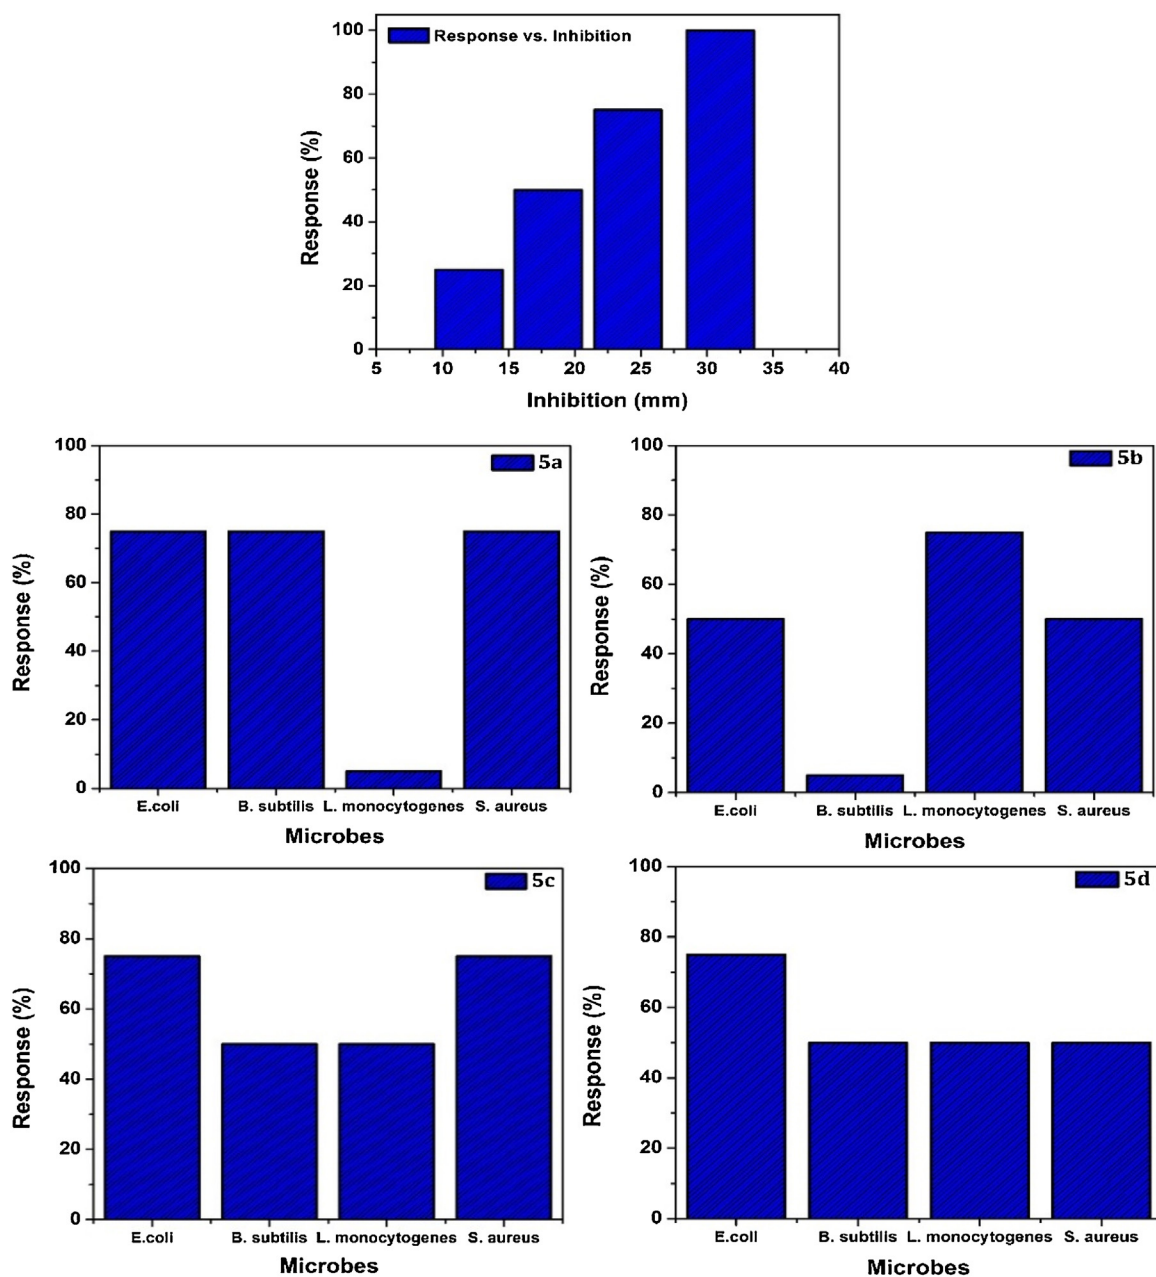 Response vs. Inhibition
Response (%)
100
80
60
40
20
0
5 10 15 20 25 30 35 40
Inhibition (mm)
5a
Response (%)
100
80
60
40
20
0
E.coli B. subtilis L. monocytogenes S. aureus
Microbes
5b
Response (%)
100
80
60
40
20
0
E.coli B. subtilis L. monocytogenes S. aureus
Microbes
5c
Response (%)
100
80
60
40
20
0
E.coli B. subtilis L. monocytogenes S. aureus
Microbes
5d
Response (%)
100
80
60
40
20
0
E.coli B. subtilis L. monocytogenes S. aureus
Microbes